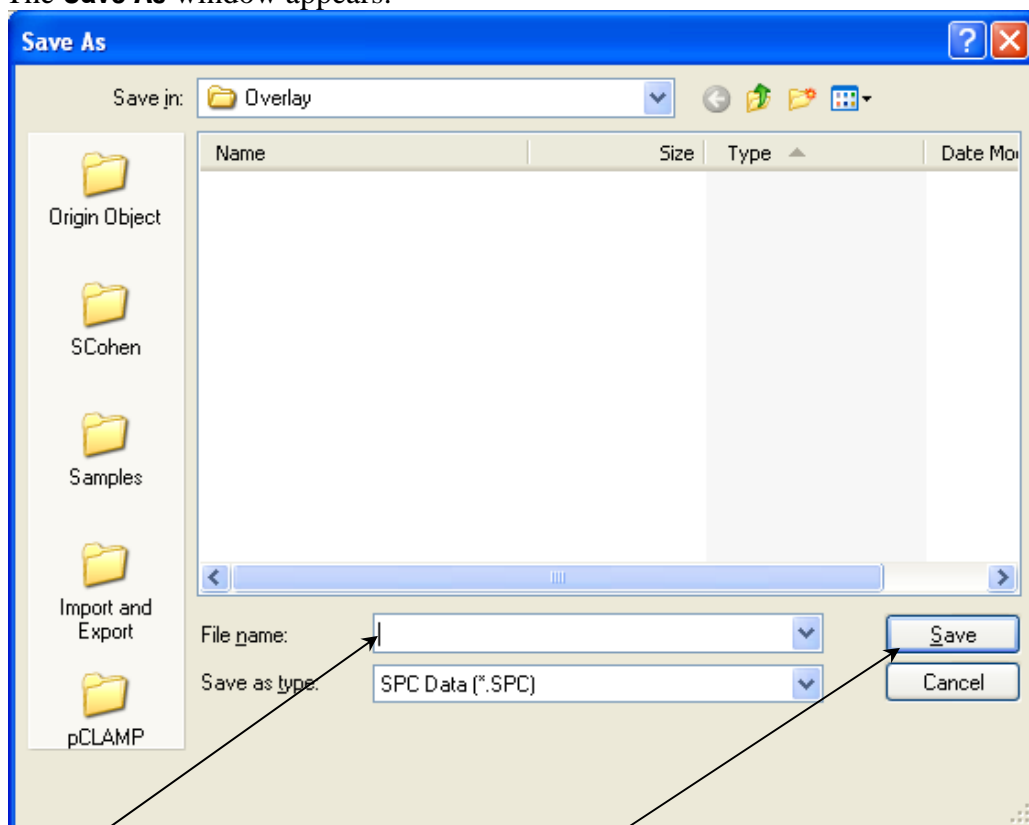 The Save As window appears.
Save As
Save in: Overlay
Name Size Type Date Mo
Origin Object
SCohen
Samples
Import and
Export
pCLAMP
File name: Save
Save as type: SPC Data (*.SPC) Cancel